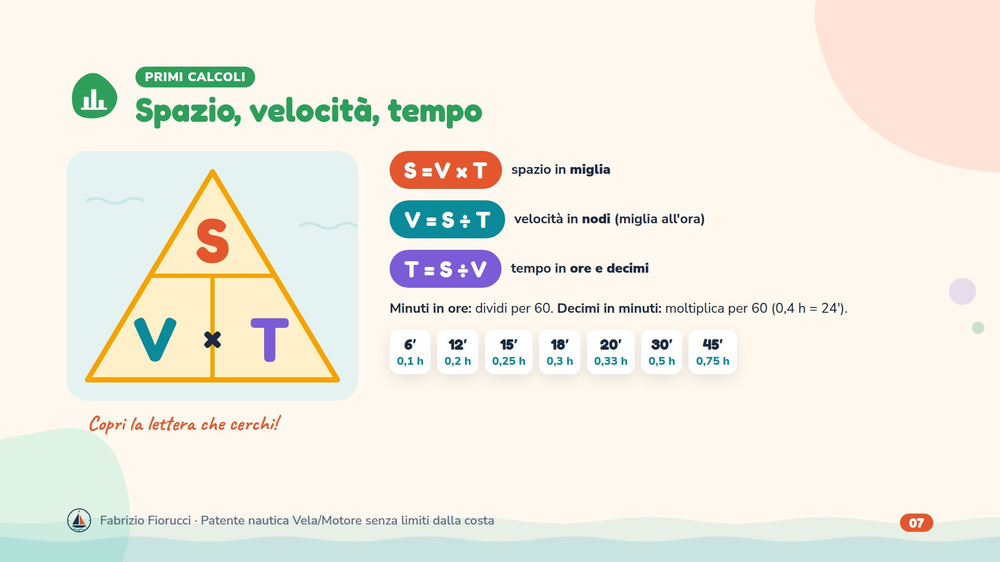 PRIMI CALCOLI
Spazio, velocità, tempo
S
V × T
Copri la lettera che cerchi!
S = V × T spazio in miglia
V = S ÷ T velocità in nodi (miglia all'ora)
T = S ÷ V tempo in ore e decimi
Minuti in ore: dividi per 60. Decimi in minuti: moltiplica per 60 (0,4 h = 24').
6′ 12′ 15′ 18′ 20′ 30′ 45′
0,1 h 0,2 h 0,25 h 0,3 h 0,33 h 0,5 h 0,75 h
Fabrizio Fiorucci · Patente nautica Vela/Motore senza limiti dalla costa
07